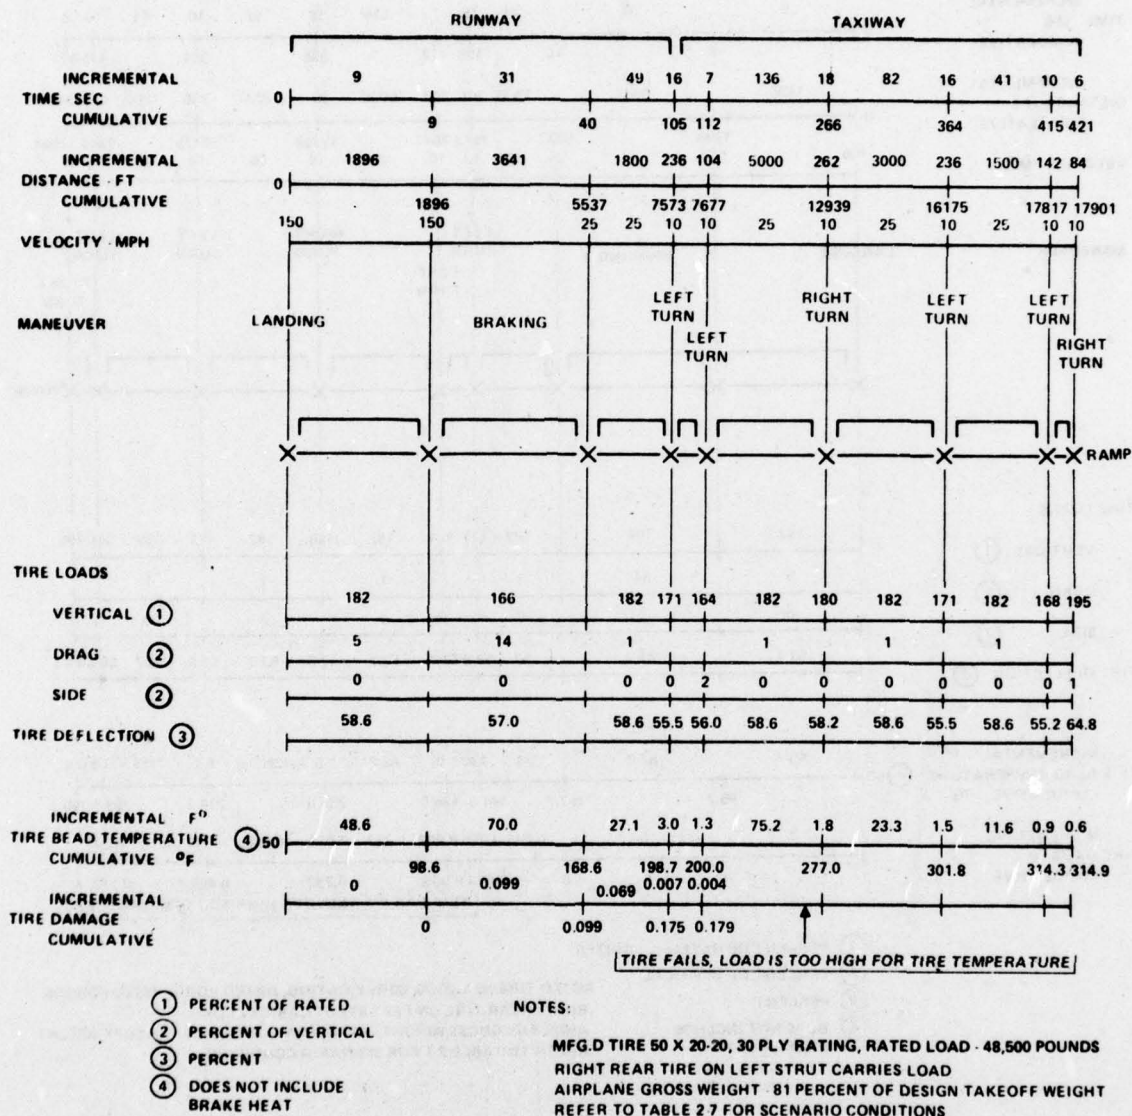 RUNWAY TAXIWAY
INCREMENTAL 9 31 49 16 7 136 18 82 16 41 10 6
TIME SEC 0
CUMULATIVE 9 40 105 112 266 364 415 421
INCREMENTAL 1896 3641 1800 236 104 5000 262 3000 236 1500 142 84
DISTANCE · FT 0
CUMULATIVE 1896 5537 7573 7677 12939 16175 17817 17901
150 150 25 25 10 10 25 10 25 10 25 10 10
VELOCITY · MPH
MANEUVER LANDING BRAKING
LEFT TURN
LEFT TURN
RIGHT TURN
LEFT TURN
LEFT TURN
RIGHT TURN
RAMP
TIRE LOADS
VERTICAL ① 182 166 182 171 164 182 180 182 171 182 168 195
DRAG ② 5 14 1 1 1
SIDE ② 0 0 0 0 2 0 0 0 0 0 0 1
TIRE DEFLECTION ③ 58.6 57.0 58.6 55.5 56.0 58.6 58.2 58.6 55.5 58.6 55.2 64.8
INCREMENTAL F⁰ 48.6 70.0 27.1 3.0 1.3 75.2 1.8 23.3 1.5 11.6 0.9 0.6
TIRE BEAD TEMPERATURE ④ 50
CUMULATIVE ⁰F 98.6 168.6 198.7 200.0 277.0 301.8 314.3 314.9
INCREMENTAL 0 0.099 0.069 0.007 0.004
TIRE DAMAGE
CUMULATIVE 0 0.099 0.175 0.179
TIRE FAILS, LOAD IS TOO HIGH FOR TIRE TEMPERATURE
① PERCENT OF RATED
② PERCENT OF VERTICAL
③ PERCENT
④ DOES NOT INCLUDE
BRAKE HEAT
NOTES:
MFG.D TIRE 50 X 20-20, 30 PLY RATING, RATED LOAD · 48,500 POUNDS
RIGHT REAR TIRE ON LEFT STRUT CARRIES LOAD
AIRPLANE GROSS WEIGHT · 81 PERCENT OF DESIGN TAKEOFF WEIGHT
REFER TO TABLE 2·7 FOR SCENARIO CONDITIONS